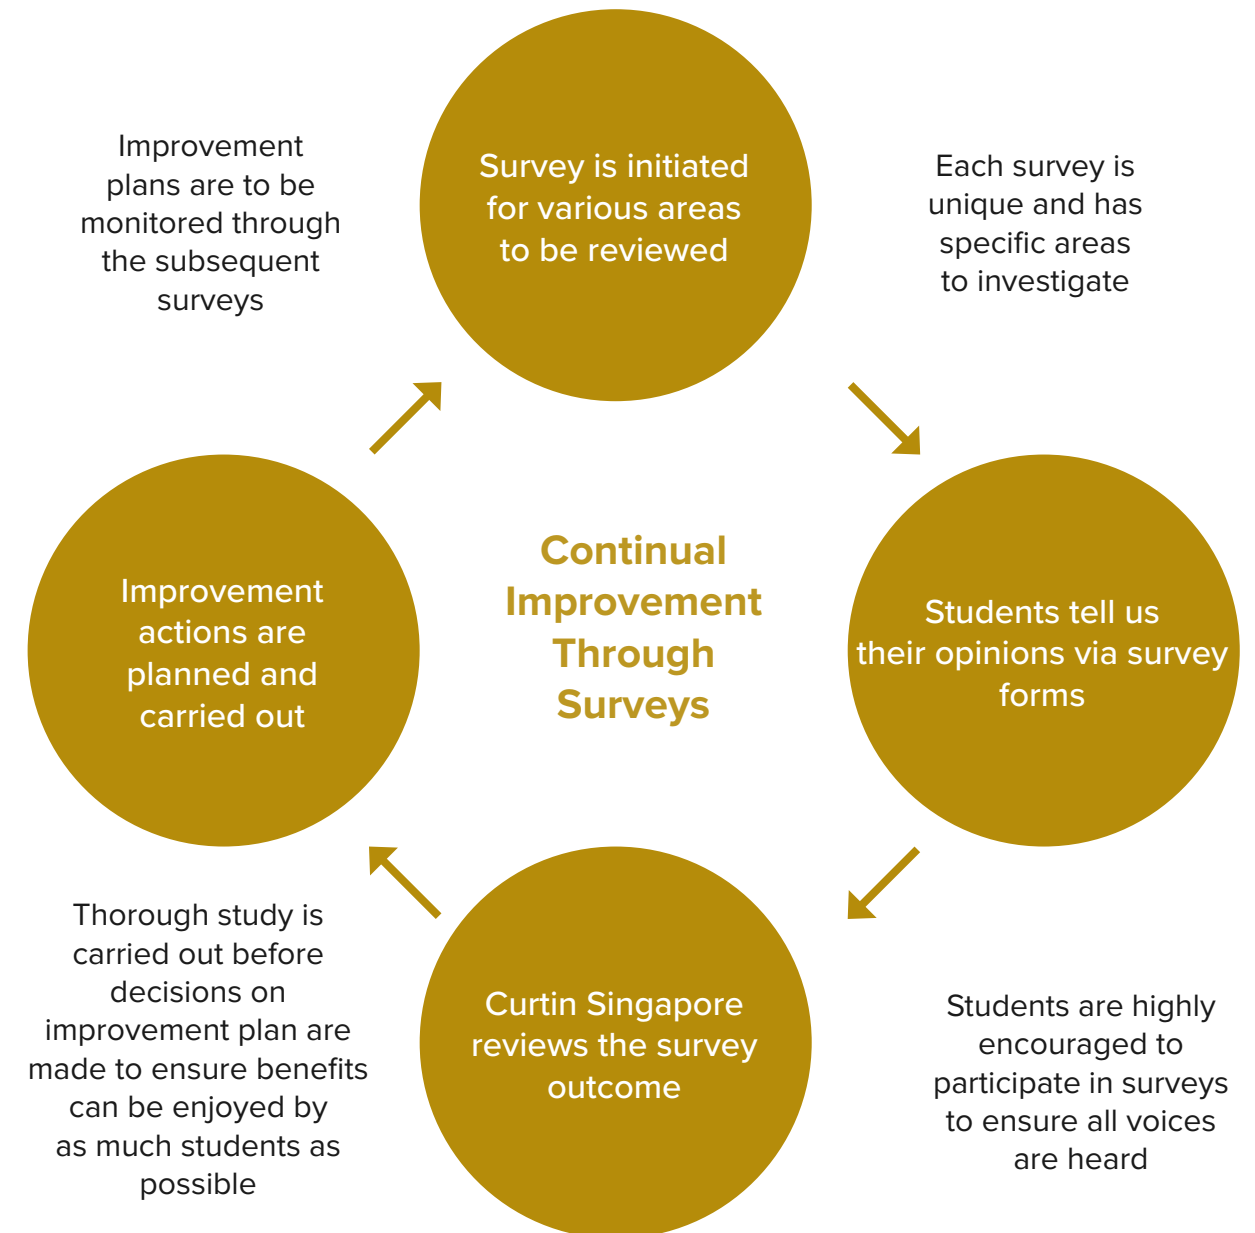 Survey is initiated
for various areas
to be reviewed
Each survey is
unique and has
specific areas
to investigate
Students tell us
their opinions via survey
forms
Students are highly
encouraged to
participate in surveys
to ensure all voices
are heard
Curtin Singapore
reviews the survey
outcome
Thorough study is
carried out before
decisions on
improvement plan are
made to ensure benefits
can be enjoyed by
as much students as
possible
Improvement
actions are
planned and
carried out
Improvement
plans are to be
monitored through
the subsequent
surveys
Continual
Improvement
Through
Surveys